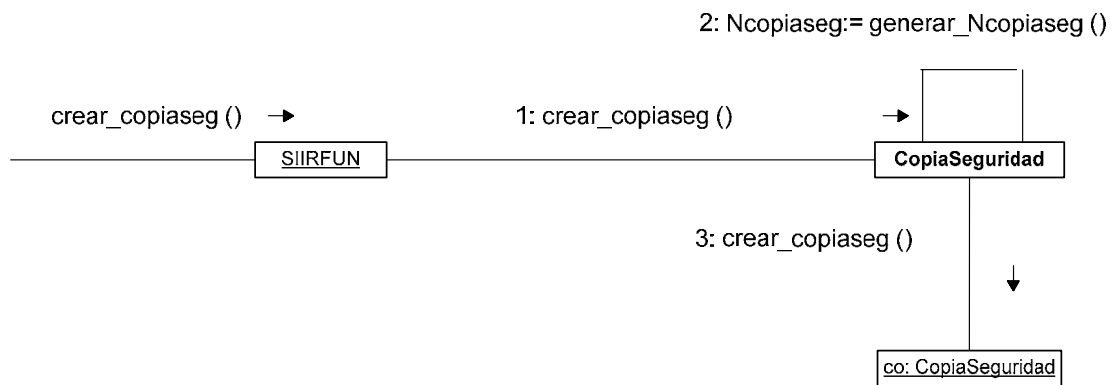 2: Ncopiaseg:= generar_Ncopiaseg ()
crear_copiaseg ()
1: crear_copiaseg ()
SIIRFUN
CopiaSeguridad
3: crear_copiaseg ()
co: CopiaSeguridad